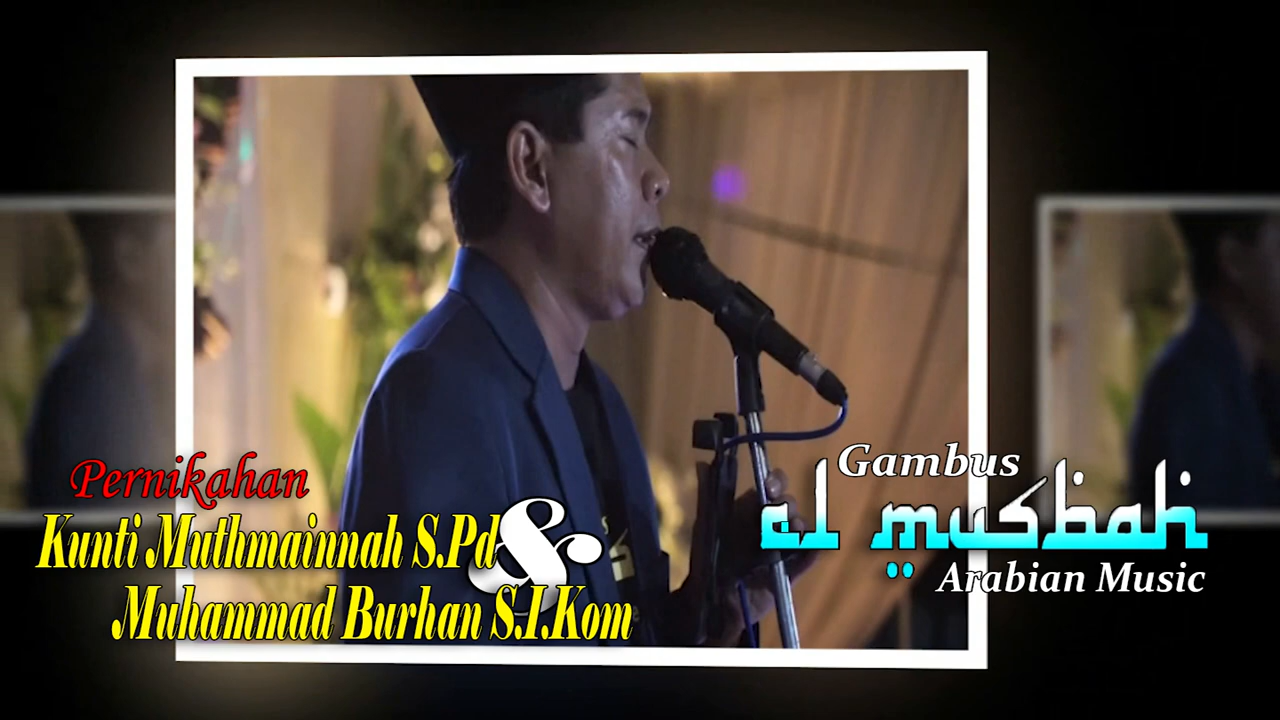 Pernikahan
Kunti Muthmainnah S.Pd
&
Muhammad Burhan S.I.Kom
Gambus
el musbah
Arabian Music